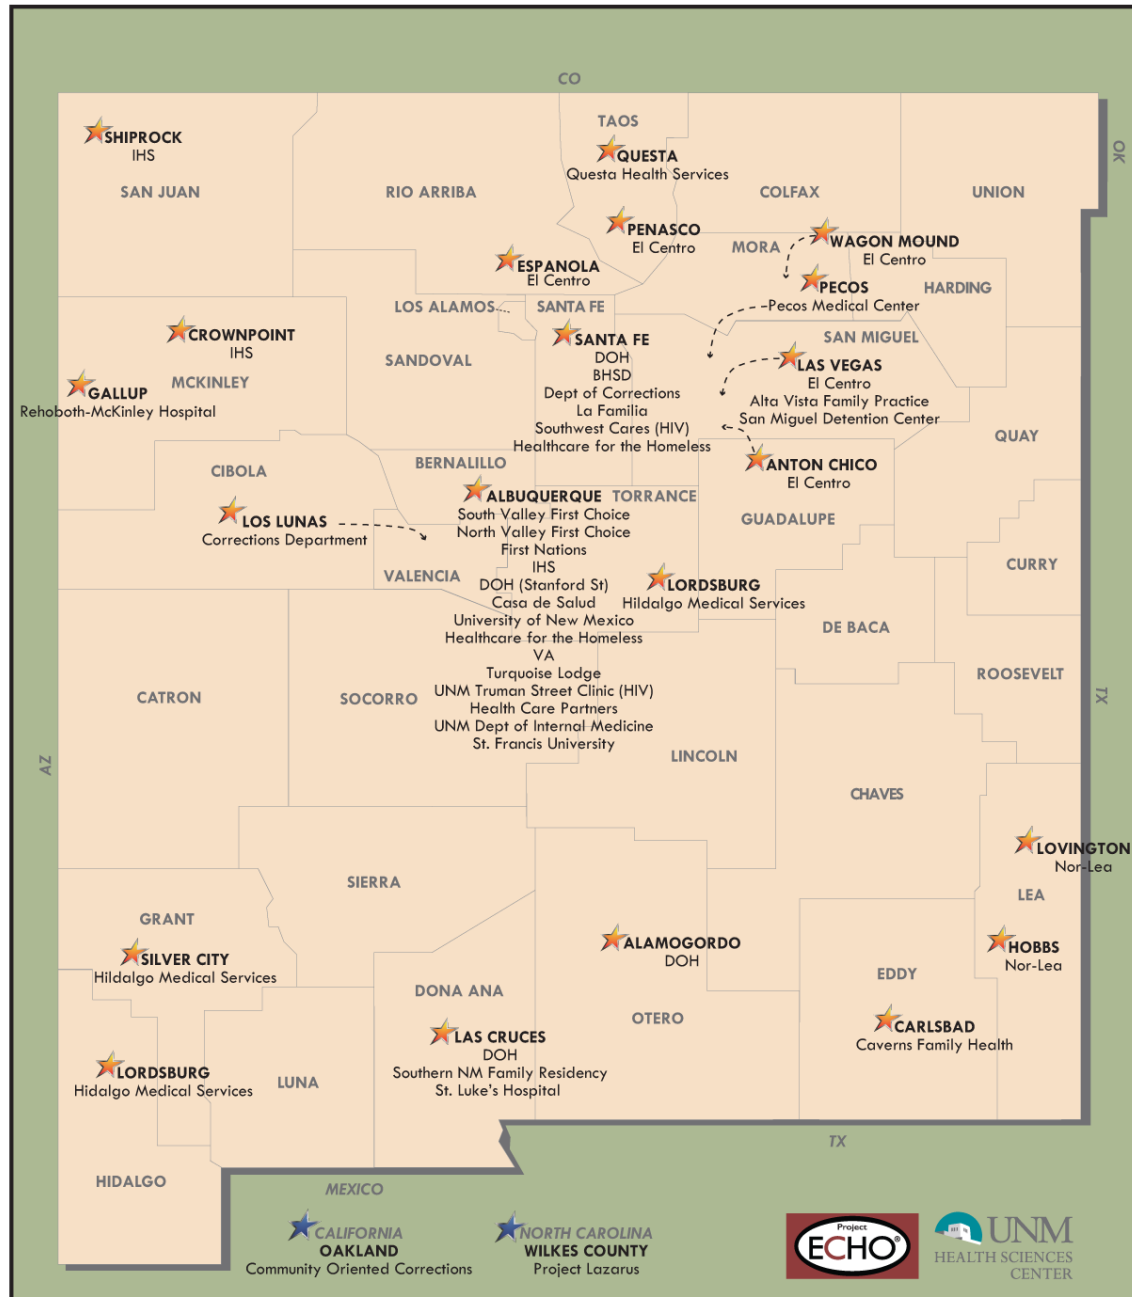 CO
SHIPROCK
IHS
SAN JUAN
RIO ARRIBA
TAOS
QUESTA
Questa Health Services
COLFAX
UNION
OK
PENASCO
El Centro
MORA
WAGON MOUND
El Centro
ESPANOLA
El Centro
PECOS
Pecos Medical Center
HARDING
LOS ALAMOS
SANTA FE
CROWNPOINT
IHS
SANDOVAL
SANTA FE
DOH
BHSD
Dept of Corrections
La Familia
Southwest Cares (HIV)
Healthcare for the Homeless
SAN MIGUEL
LAS VEGAS
El Centro
Alta Vista Family Practice
San Miguel Detention Center
MCKINLEY
GALLUP
Rehoboth-McKinley Hospital
QUAY
CIBOLA
BERNALILLO
ANTON CHICO
El Centro
ALBUQUERQUE
South Valley First Choice
North Valley First Choice
First Nations
IHS
DOH (Stanford St)
Casa de Salud
University of New Mexico
Healthcare for the Homeless
VA
Turquoise Lodge
UNM Truman Street Clinic (HIV)
Health Care Partners
UNM Dept of Internal Medicine
St. Francis University
TORRANCE
GUADALUPE
LOS LUNAS
Corrections Department
VALENCIA
LORDSBURG
Hildalgo Medical Services
CURRY
DE BACA
ROOSEVELT
CATRON
SOCORRO
TX
AZ
LINCOLN
CHAVES
LOVINGTON
Nor-Lea
LEA
SIERRA
GRANT
SILVER CITY
Hildalgo Medical Services
ALAMOGORDO
DOH
HOBBS
Nor-Lea
EDDY
DONA ANA
OTERO
CARLSBAD
Caverns Family Health
LAS CRUCES
DOH
Southern NM Family Residency
St. Luke's Hospital
LORDSBURG
Hidalgo Medical Services
LUNA
TX
HIDALGO
MEXICO
CALIFORNIA
OAKLAND
Community Oriented Corrections
NORTH CAROLINA
WILKES COUNTY
Project Lazarus
Project
ECHO®
UNM
HEALTH SCIENCES
CENTER